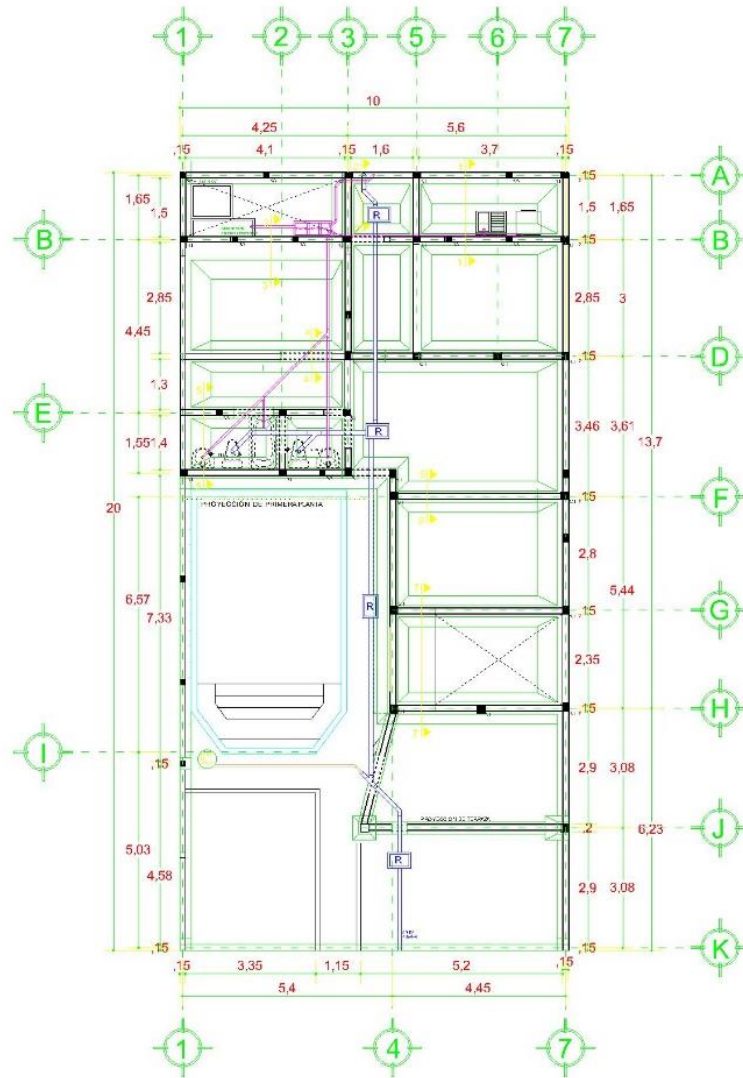 1 2 3 5 6 7
10
4,25 5,6
,15 4,1 ,15 1,6 ,15 3,7 ,15
A
,15
1,65 1,5 1,5 1,65
R
B B
,15
2,85 2,85 3
4,45
D
,15
1,3
E
3,46 3,61
R
1,55 1,4
13,7
F
,15
20
PROYECCIÓN DE PRIMERA PLANTA
2,8
6,57 5,44
7,33
R
G
,15
2,35
H
,15
I
,15
2,9 3,08
PROYECCIÓN DE TERRAZA
J
,2 6,23
5,03
R
4,58
2,9 3,08
K
,15 ,15
,15 3,35 1,15 5,2 ,15
5,4 4,45
1 4 7